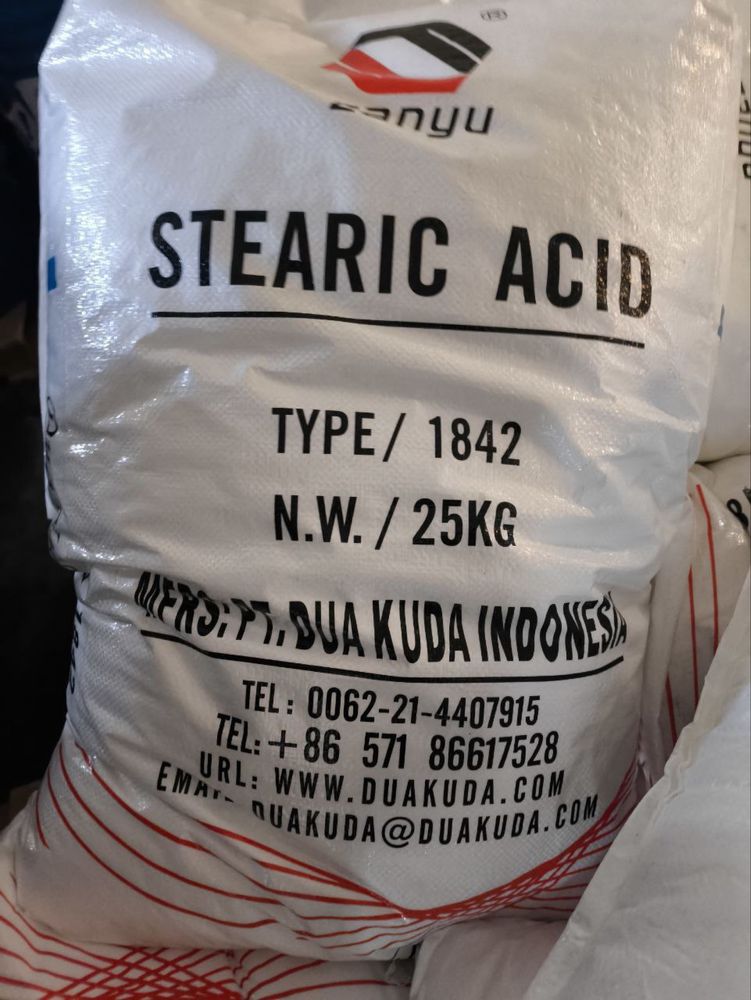 ®
STEARIC ACID
TYPE/ 1842
N.W. / 25KG
MFRS: PT. DUA KUDA INDONESIA
TEL: 0062-21-4407915
TEL:+86 571 86617528
URL: WWW.DUAKUDA.COM
DUAKUDA@DUAKUDA.COM